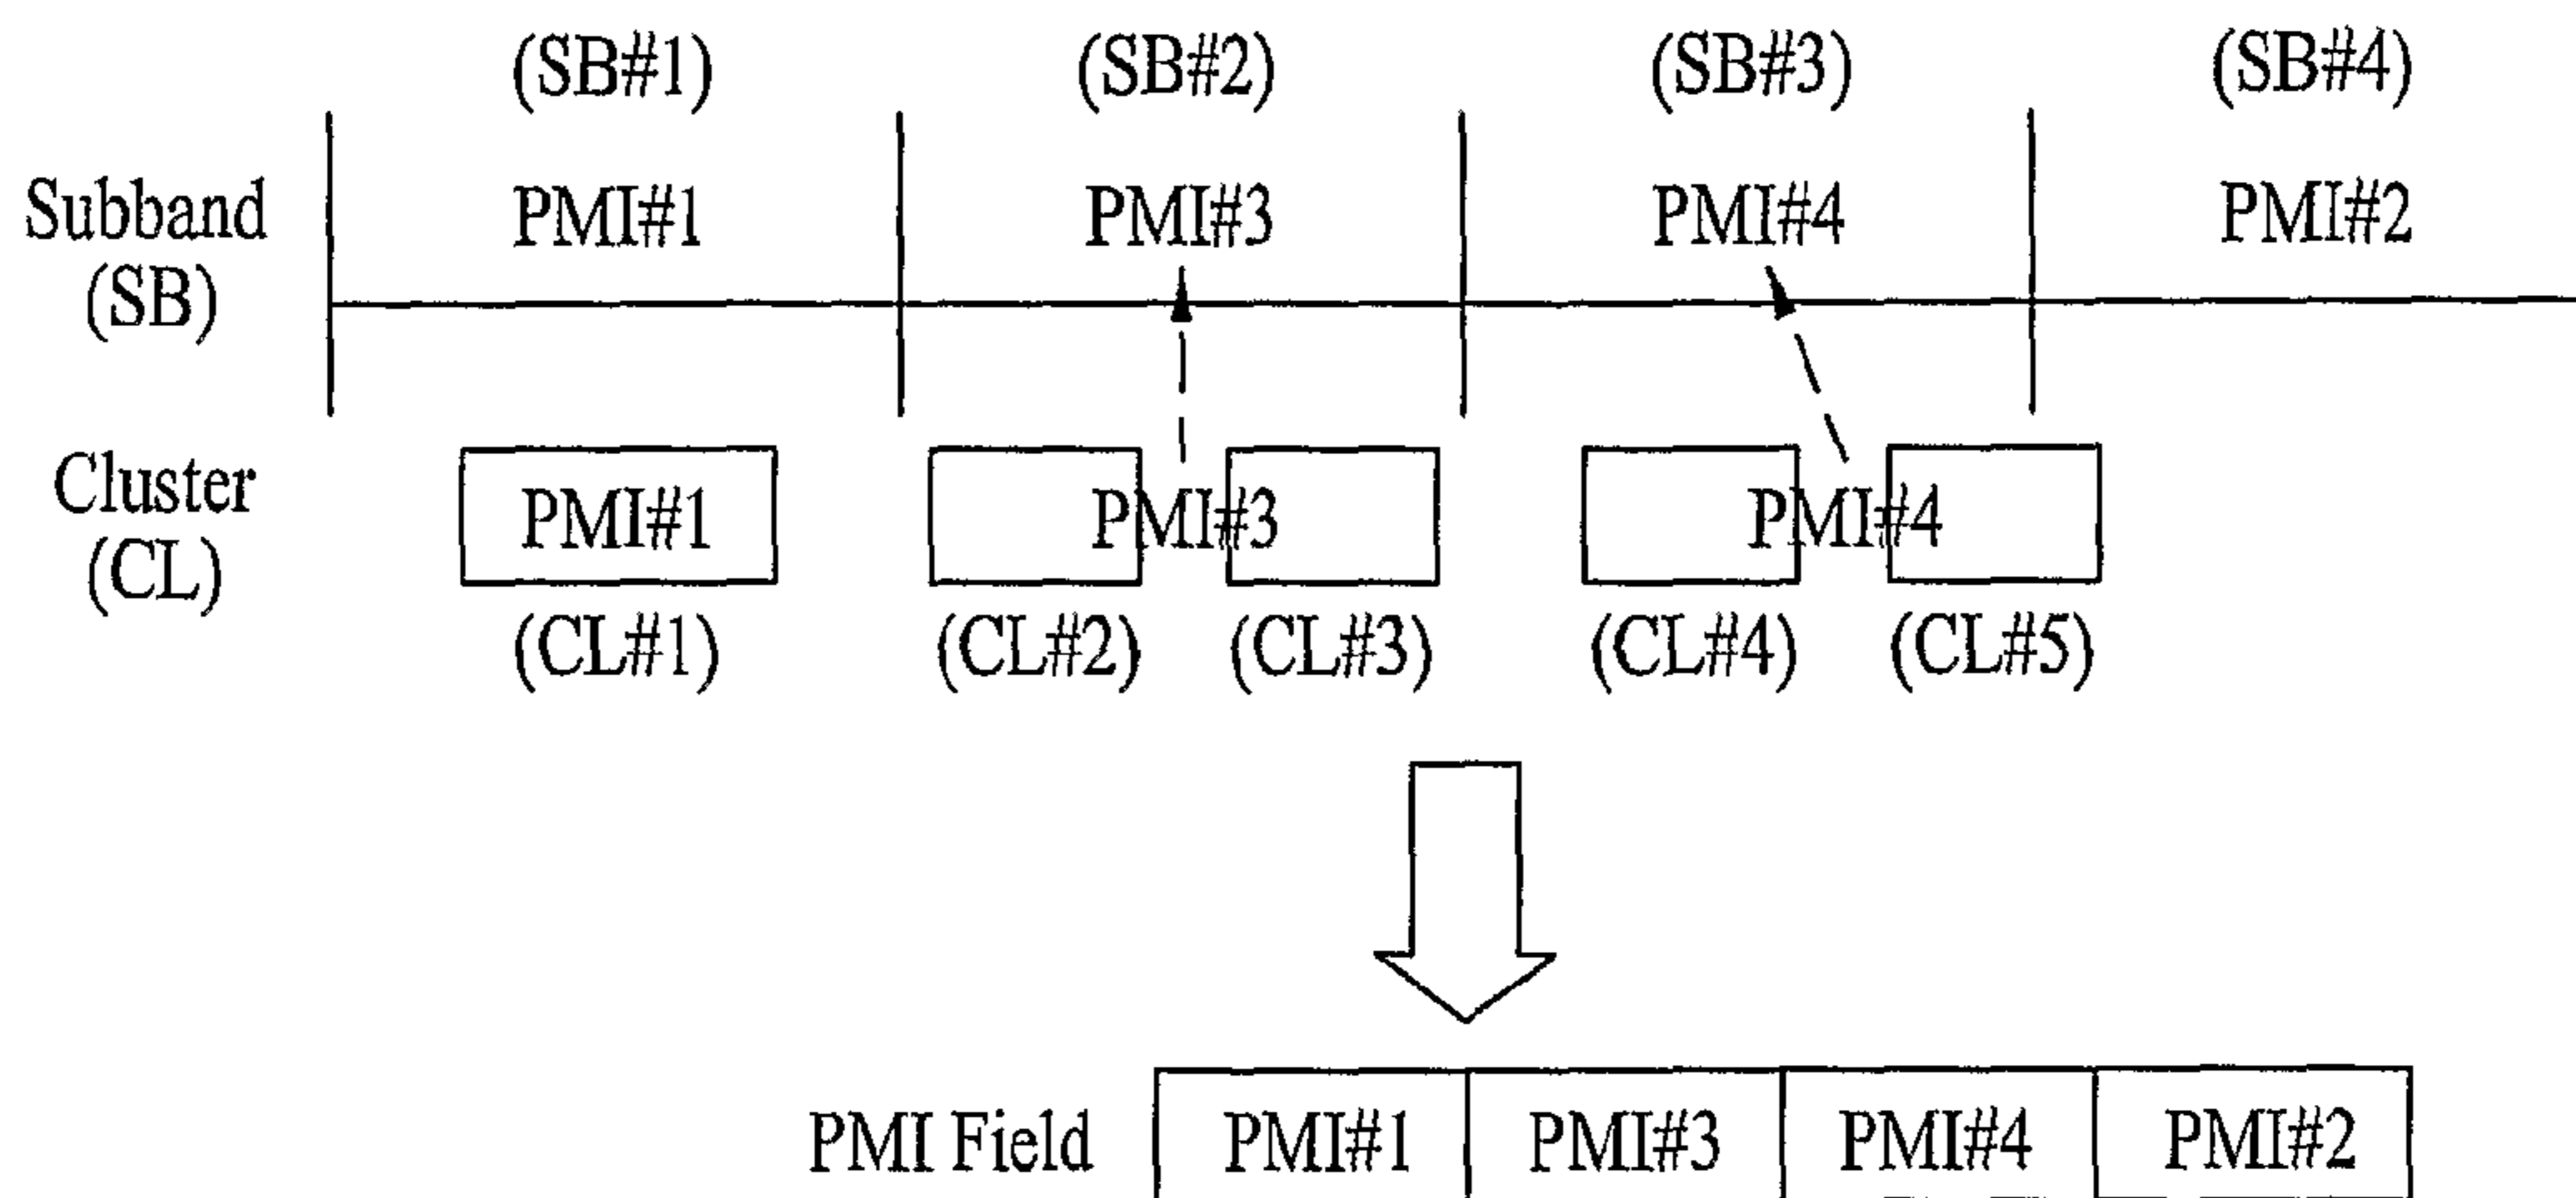 (SB#1) (SB#2) (SB#3) (SB#4)
Subband
(SB)
PMI#1 PMI#3 PMI#4 PMI#2
Cluster
(CL)
PMI#1 PMI#3 PMI#4
(CL#1) (CL#2) (CL#3) (CL#4) (CL#5)
PMI Field PMI#1 PMI#3 PMI#4 PMI#2